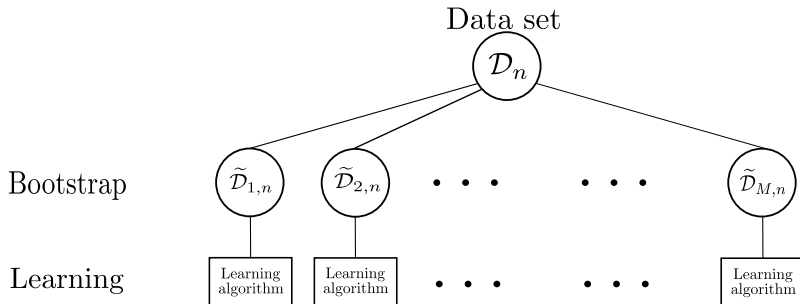 Data set
𝒟ₙ
Bootstrap
𝒟̃₁,ₙ 𝒟̃₂,ₙ • • • • • • 𝒟̃_M,ₙ
Learning
Learning algorithm Learning algorithm • • • • • • Learning algorithm